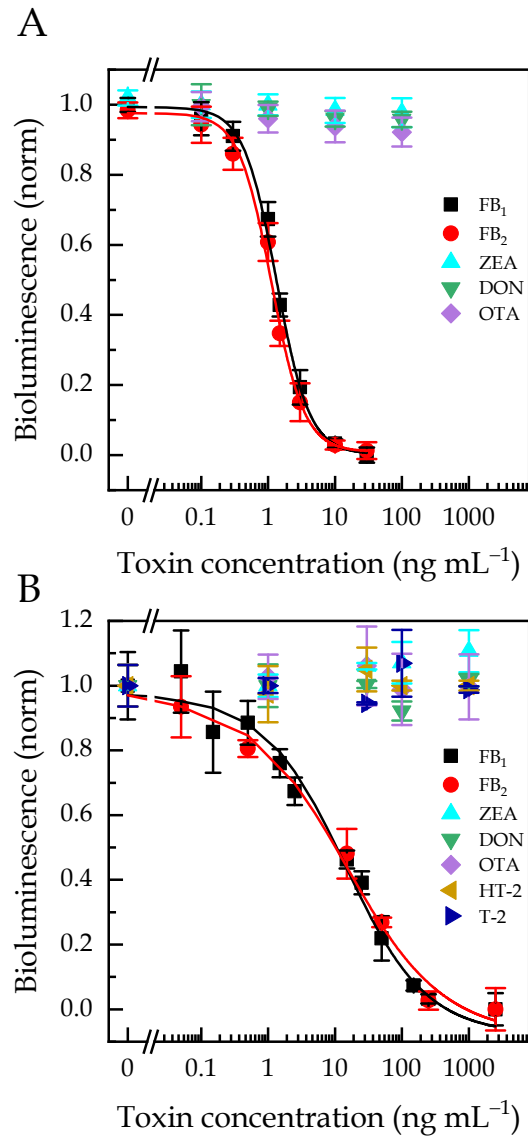 A
Bioluminescence (norm)
1.0
0.8
0.6
0.4
0.2
0.0
FB₁
FB₂
ZEA
DON
OTA
0 0.1 1 10 100 1000
Toxin concentration (ng mL⁻¹)
B
Bioluminescence (norm)
1.2
1.0
0.8
0.6
0.4
0.2
0.0
FB₁
FB₂
ZEA
DON
OTA
HT-2
T-2
0 0.1 1 10 100 1000
Toxin concentration (ng mL⁻¹)